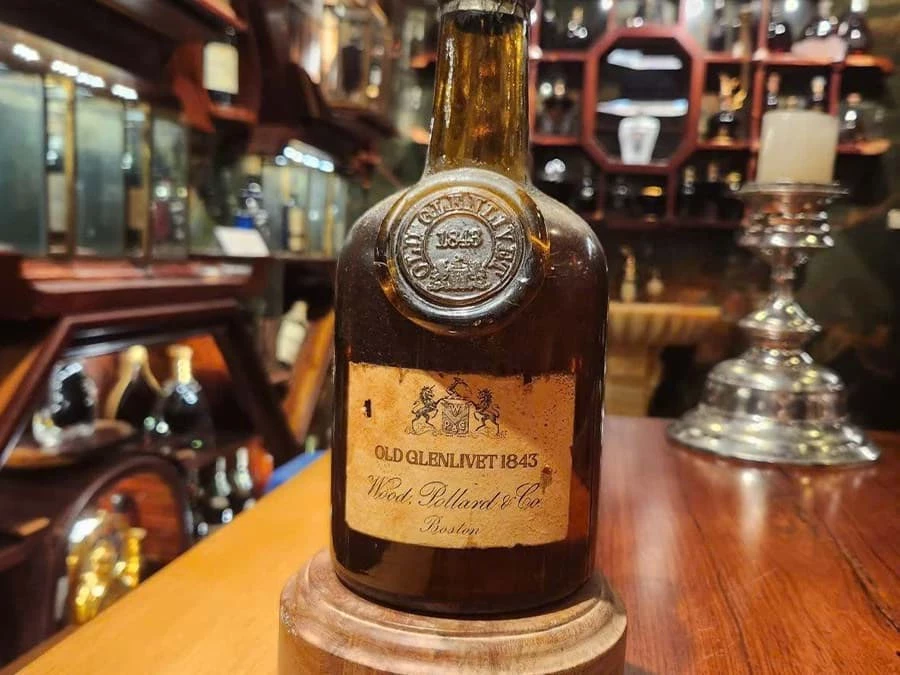 OLD GLENLIVET
1843
OLD GLENLIVET 1843
Wood, Pollard & Co.
Boston